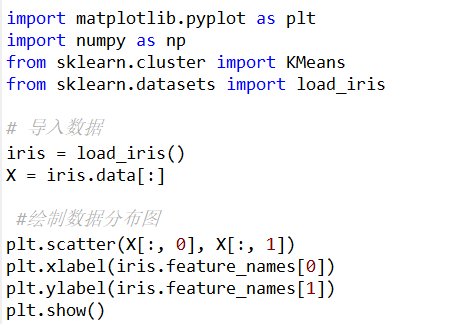 import matplotlib.pyplot as plt
import numpy as np
from sklearn.cluster import KMeans
from sklearn.datasets import load_iris
# 导入数据
iris = load_iris()
X = iris.data[:]
#绘制数据分布图
plt.scatter(X[:, 0], X[:, 1])
plt.xlabel(iris.feature_names[0])
plt.ylabel(iris.feature_names[1])
plt.show()